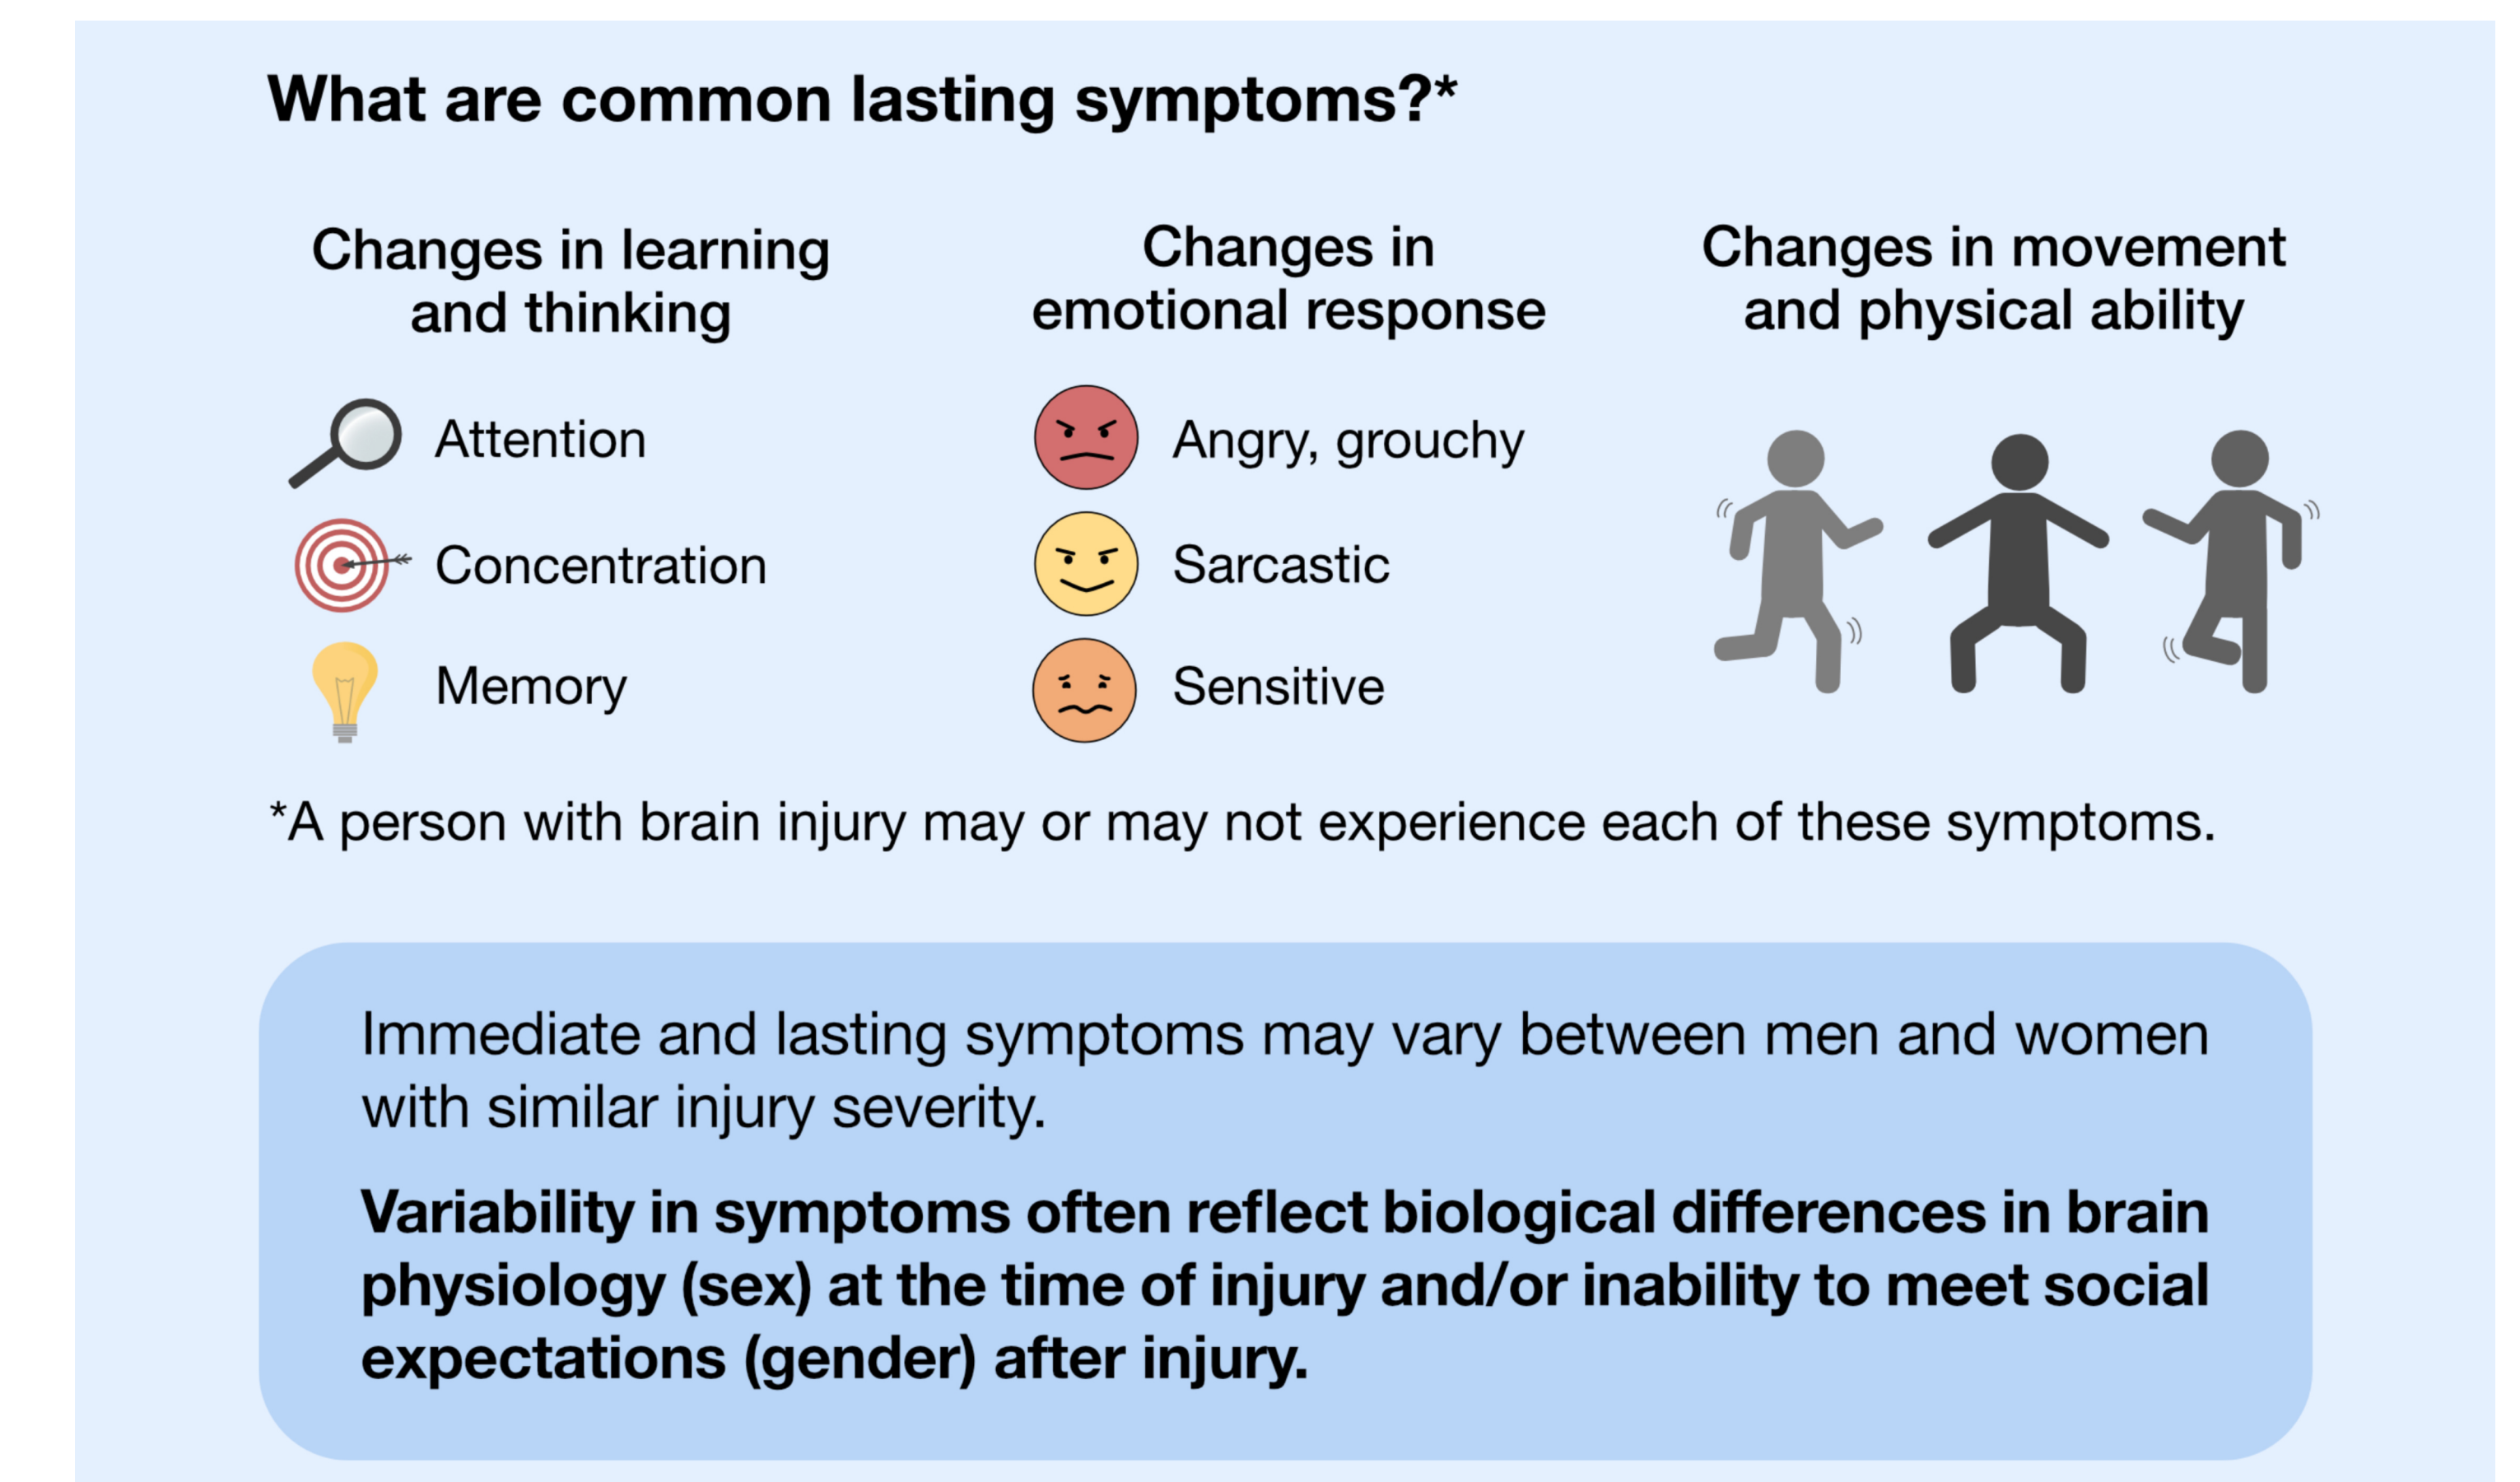 What are common lasting symptoms?*
Changes in learning
and thinking
Attention
Concentration
Memory
Changes in
emotional response
Angry, grouchy
Sarcastic
Sensitive
Changes in movement
and physical ability
*A person with brain injury may or may not experience each of these symptoms.
Immediate and lasting symptoms may vary between men and women
with similar injury severity.
Variability in symptoms often reflect biological differences in brain
physiology (sex) at the time of injury and/or inability to meet social
expectations (gender) after injury.